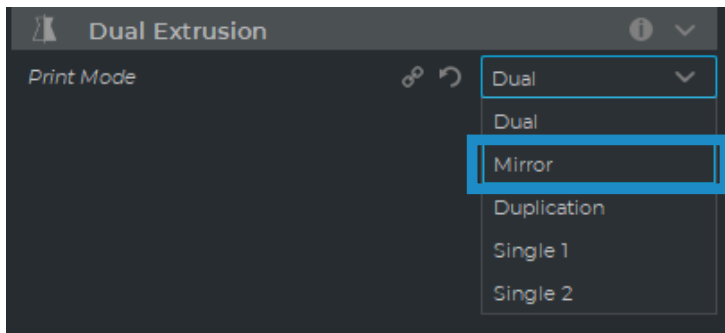 Dual Extrusion
Print Mode
Dual
Dual
Mirror
Duplication
Single 1
Single 2